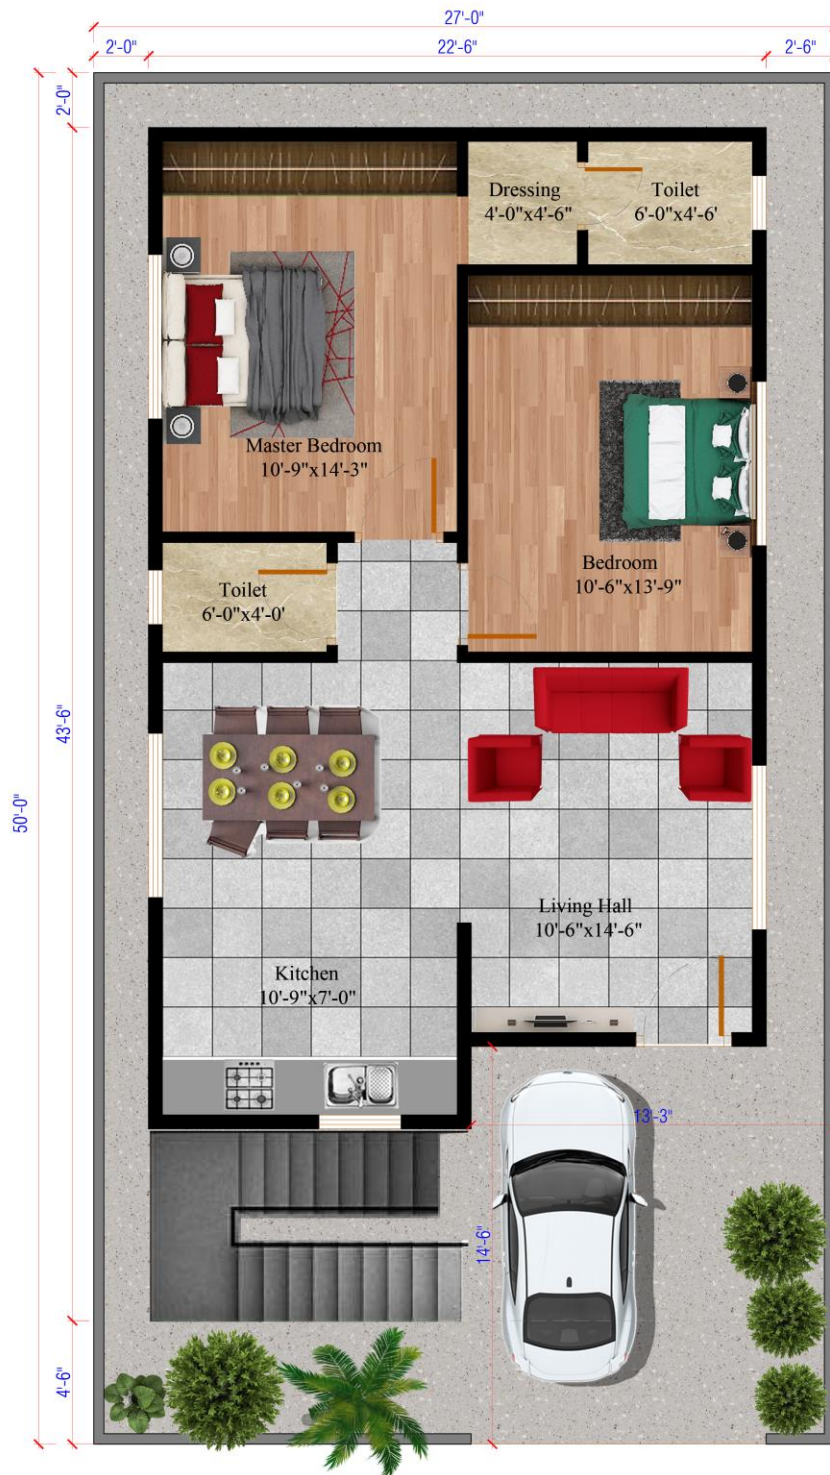 27'-0"
2'-0"
22'-6"
2'-6"
2'-0"
Dressing
4'-0"x4'-6"
Toilet
6'-0"x4'-6'
Master Bedroom
10'-9"x14'-3"
Bedroom
10'-6"x13'-9"
Toilet
6'-0"x4'-0'
43'-6"
50'-0"
Living Hall
10'-6"x14'-6"
Kitchen
10'-9"x7'-0"
13'-3"
14'-6"
4'-6"